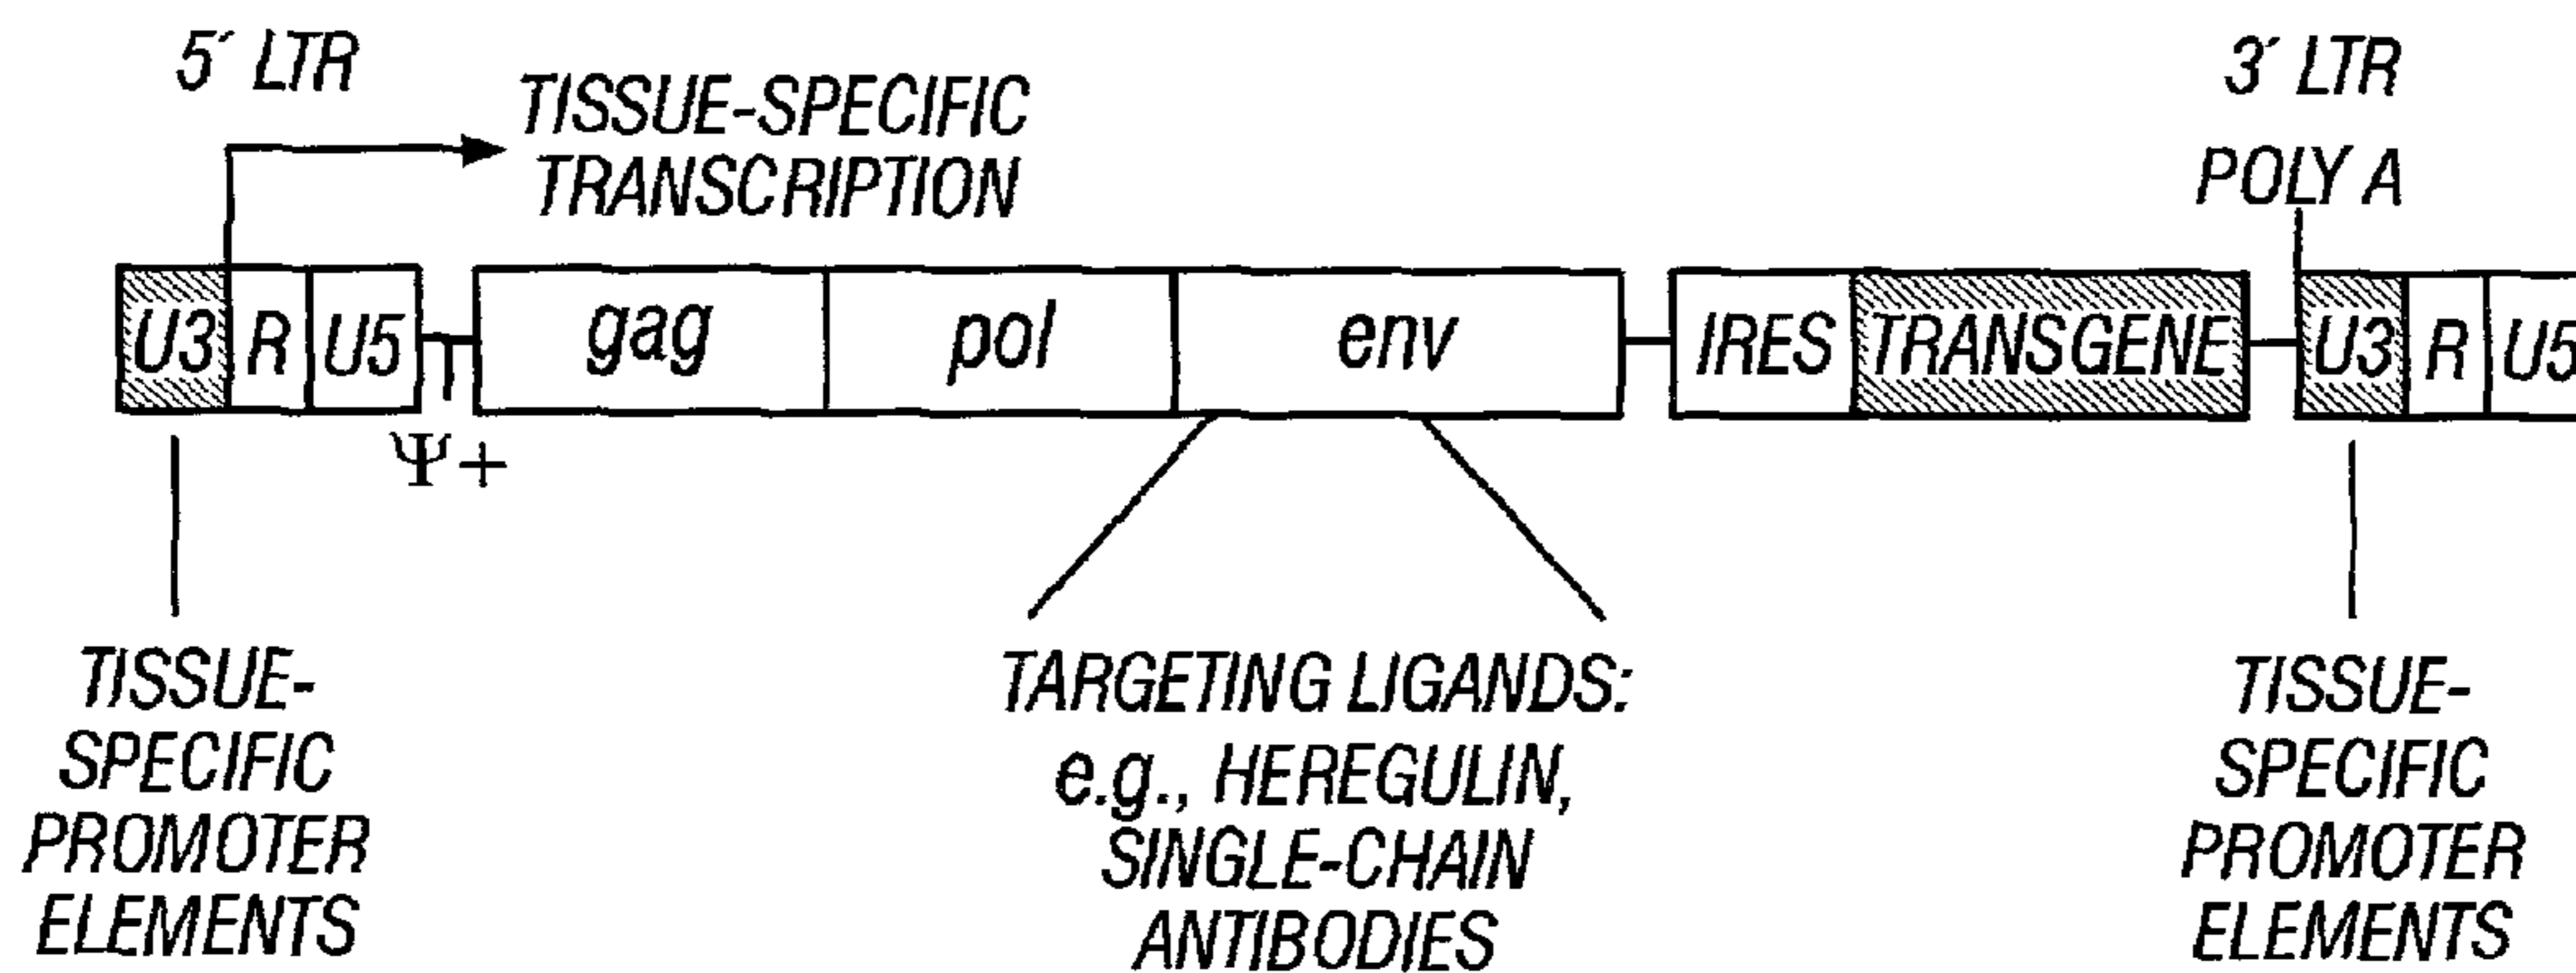 5´ LTR
TISSUE-SPECIFIC
TRANSCRIPTION
3´ LTR
POLY A
U3 R U5 gag pol env IRES TRANSGENE U3 R U5
Ψ+
TISSUE-
SPECIFIC
PROMOTER
ELEMENTS
TARGETING LIGANDS:
e.g., HEREGULIN,
SINGLE-CHAIN
ANTIBODIES
TISSUE-
SPECIFIC
PROMOTER
ELEMENTS